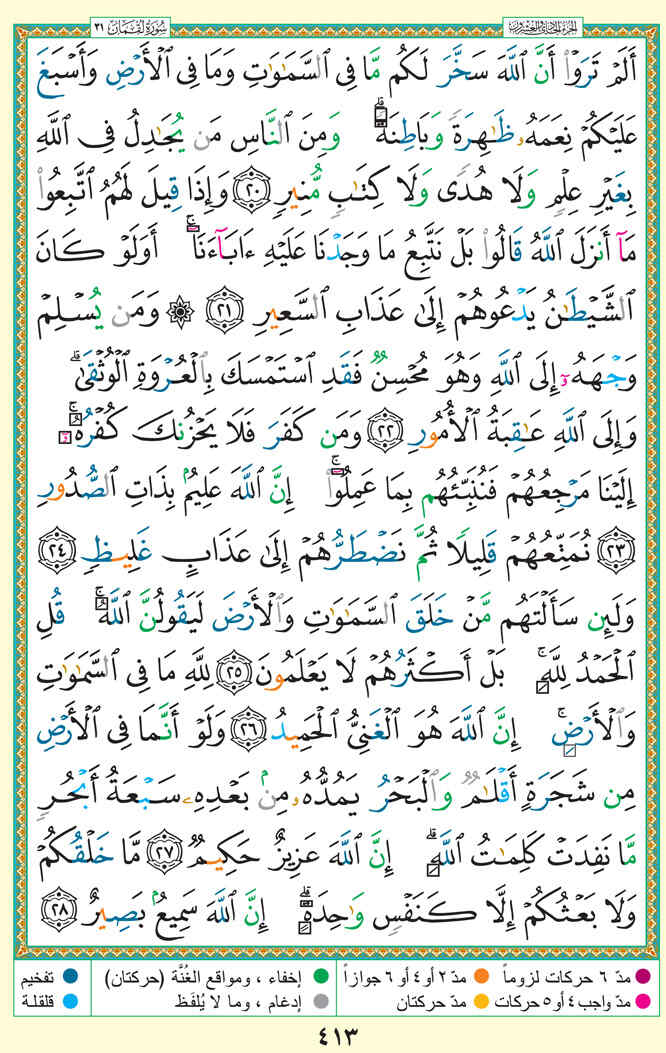 سُورَةُ لُقْمَان ٣١
الجزء الحادي والعشرون
أَلَمْ تَرَوْا۟ أَنَّ ٱللَّهَ سَخَّرَ لَكُم مَّا فِى ٱلسَّمَـٰوَٰتِ وَمَا فِى ٱلْأَرْضِ وَأَسْبَغَ
عَلَيْكُمْ نِعَمَهُۥ ظَـٰهِرَةً وَبَاطِنَةً ۗ وَمِنَ ٱلنَّاسِ مَن يُجَـٰدِلُ فِى ٱللَّهِ
بِغَيْرِ عِلْمٍ وَلَا هُدًى وَلَا كِتَـٰبٍ مُّنِيرٍ ٢٠ وَإِذَا قِيلَ لَهُمُ ٱتَّبِعُوا۟
مَآ أَنزَلَ ٱللَّهُ قَالُوا۟ بَلْ نَتَّبِعُ مَا وَجَدْنَا عَلَيْهِ ءَابَآءَنَآ ۚ أَوَلَوْ كَانَ
ٱلشَّيْطَـٰنُ يَدْعُوهُمْ إِلَىٰ عَذَابِ ٱلسَّعِيرِ ٢١ ۞ وَمَن يُسْلِمْ
وَجْهَهُۥٓ إِلَى ٱللَّهِ وَهُوَ مُحْسِنٌ فَقَدِ ٱسْتَمْسَكَ بِٱلْعُرْوَةِ ٱلْوُثْقَىٰ ۗ
وَإِلَى ٱللَّهِ عَـٰقِبَةُ ٱلْأُمُورِ ٢٢ وَمَن كَفَرَ فَلَا يَحْزُنكَ كُفْرُهُۥٓ ۚ
إِلَيْنَا مَرْجِعُهُمْ فَنُنَبِّئُهُم بِمَا عَمِلُوٓا۟ ۚ إِنَّ ٱللَّهَ عَلِيمٌۢ بِذَاتِ ٱلصُّدُورِ
٢٣ نُمَتِّعُهُمْ قَلِيلًا ثُمَّ نَضْطَرُّهُمْ إِلَىٰ عَذَابٍ غَلِيظٍ ٢٤
وَلَئِن سَأَلْتَهُم مَّنْ خَلَقَ ٱلسَّمَـٰوَٰتِ وَٱلْأَرْضَ لَيَقُولُنَّ ٱللَّهُ ۚ قُلِ
ٱلْحَمْدُ لِلَّهِ ۚ بَلْ أَكْثَرُهُمْ لَا يَعْلَمُونَ ٢٥ لِلَّهِ مَا فِى ٱلسَّمَـٰوَٰتِ
وَٱلْأَرْضِ ۚ إِنَّ ٱللَّهَ هُوَ ٱلْغَنِىُّ ٱلْحَمِيدُ ٢٦ وَلَوْ أَنَّمَا فِى ٱلْأَرْضِ
مِن شَجَرَةٍ أَقْلَـٰمٌ وَٱلْبَحْرُ يَمُدُّهُۥ مِنۢ بَعْدِهِۦ سَبْعَةُ أَبْحُرٍ
مَّا نَفِدَتْ كَلِمَـٰتُ ٱللَّهِ ۗ إِنَّ ٱللَّهَ عَزِيزٌ حَكِيمٌ ٢٧ مَّا خَلْقُكُمْ
وَلَا بَعْثُكُمْ إِلَّا كَنَفْسٍ وَٰحِدَةٍ ۗ إِنَّ ٱللَّهَ سَمِيعٌۢ بَصِيرٌ ٢٨
مدّ ٦ حركات لزوماً
مدّ ٢ أو ٤ أو ٦ جوازاً
إخفاء ، ومواقع الغُنَّة (حركتان)
تفخيم
مدّ واجب ٤ أو ٥ حركات
مدّ حركتان
إدغام ، وما لا يُلفَظ
قلقلة
٤١٣